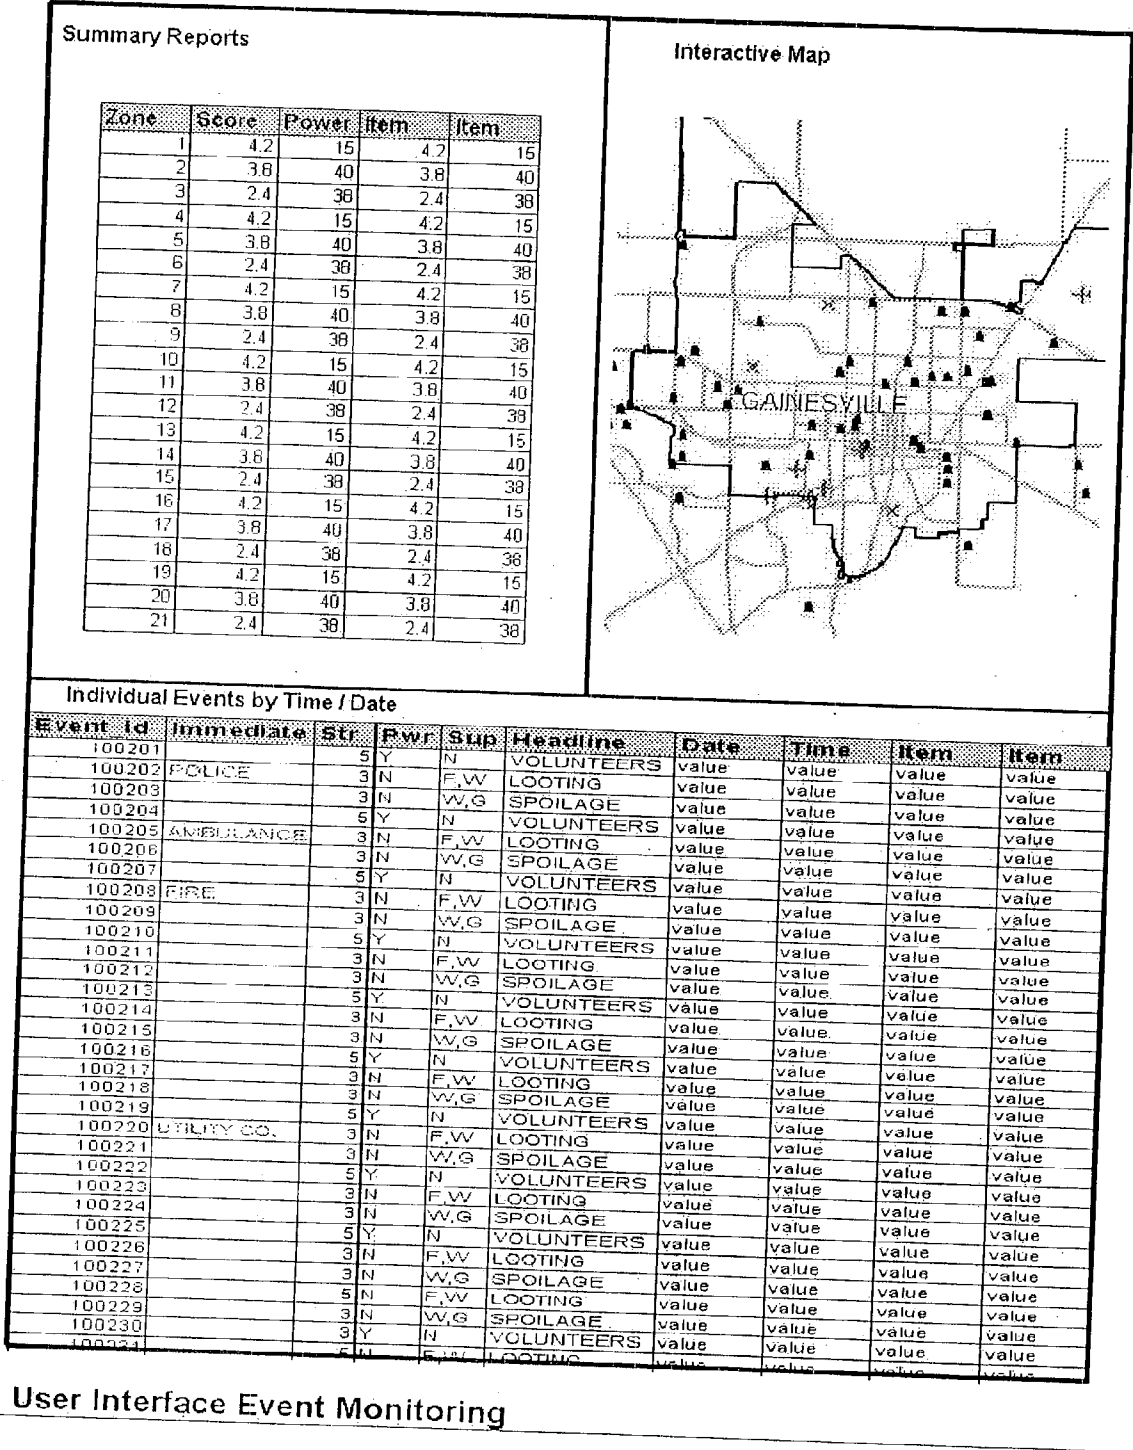 Summary Reports
Zone Score Power Item Item
1 4.2 15 4.2 15
2 3.8 40 3.8 40
3 2.4 38 2.4 38
4 4.2 15 4.2 15
5 3.8 40 3.8 40
6 2.4 38 2.4 38
7 4.2 15 4.2 15
8 3.8 40 3.8 40
9 2.4 38 2.4 38
10 4.2 15 4.2 15
11 3.8 40 3.8 40
12 2.4 38 2.4 38
13 4.2 15 4.2 15
14 3.8 40 3.8 40
15 2.4 38 2.4 38
16 4.2 15 4.2 15
17 3.8 40 3.8 40
18 2.4 38 2.4 38
19 4.2 15 4.2 15
20 3.8 40 3.8 40
21 2.4 38 2.4 38
Interactive Map
GAINESVILLE
Individual Events by Time / Date
Event Id Immediate Str Pwr Sup Headline Date Time Item Item
100201 5 Y N VOLUNTEERS value value value value
100202 POLICE 3 N F,W LOOTING value value value value
100203 3 N W,G SPOILAGE value value value value
100204 5 Y N VOLUNTEERS value value value value
100205 AMBULANCE 3 N F,W LOOTING value value value value
100206 3 N W,G SPOILAGE value value value value
100207 5 Y N VOLUNTEERS value value value value
100208 FIRE 3 N F,W LOOTING value value value value
100209 3 N W,G SPOILAGE value value value value
100210 5 Y N VOLUNTEERS value value value value
100211 3 N F,W LOOTING value value value value
100212 3 N W,G SPOILAGE value value value value
100213 5 Y N VOLUNTEERS value value value value
100214 3 N F,W LOOTING value value value value
100215 3 N W,G SPOILAGE value value value value
100216 5 Y N VOLUNTEERS value value value value
100217 3 N F,W LOOTING value value value value
100218 3 N W,G SPOILAGE value value value value
100219 5 Y N VOLUNTEERS value value value value
100220 UTILITY CO. 3 N F,W LOOTING value value value value
100221 3 N W,G SPOILAGE value value value value
100222 5 Y N VOLUNTEERS value value value value
100223 3 N F,W LOOTING value value value value
100224 3 N W,G SPOILAGE value value value value
100225 5 Y N VOLUNTEERS value value value value
100226 3 N F,W LOOTING value value value value
100227 3 N W,G SPOILAGE value value value value
100228 5 N F,W LOOTING value value value value
100229 3 N W,G SPOILAGE value value value value
100230 3 Y N VOLUNTEERS value value value value
LOOTING value value value value
User Interface Event Monitoring